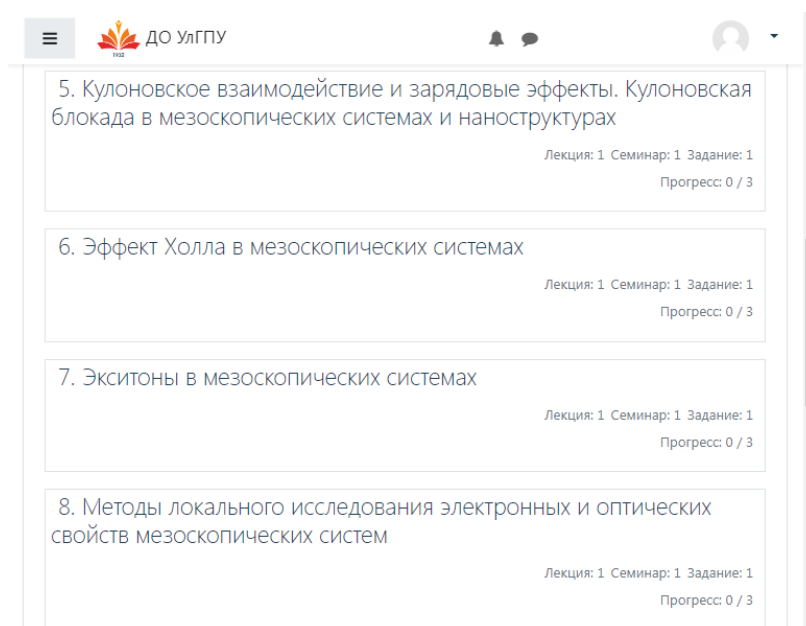 ДО УлГПУ
1932
5. Кулоновское взаимодействие и зарядовые эффекты. Кулоновская
блокада в мезоскопических системах и наноструктурах
Лекция: 1 Семинар: 1 Задание: 1
Прогресс: 0 / 3
6. Эффект Холла в мезоскопических системах
Лекция: 1 Семинар: 1 Задание: 1
Прогресс: 0 / 3
7. Экситоны в мезоскопических системах
Лекция: 1 Семинар: 1 Задание: 1
Прогресс: 0 / 3
8. Методы локального исследования электронных и оптических
свойств мезоскопических систем
Лекция: 1 Семинар: 1 Задание: 1
Прогресс: 0 / 3